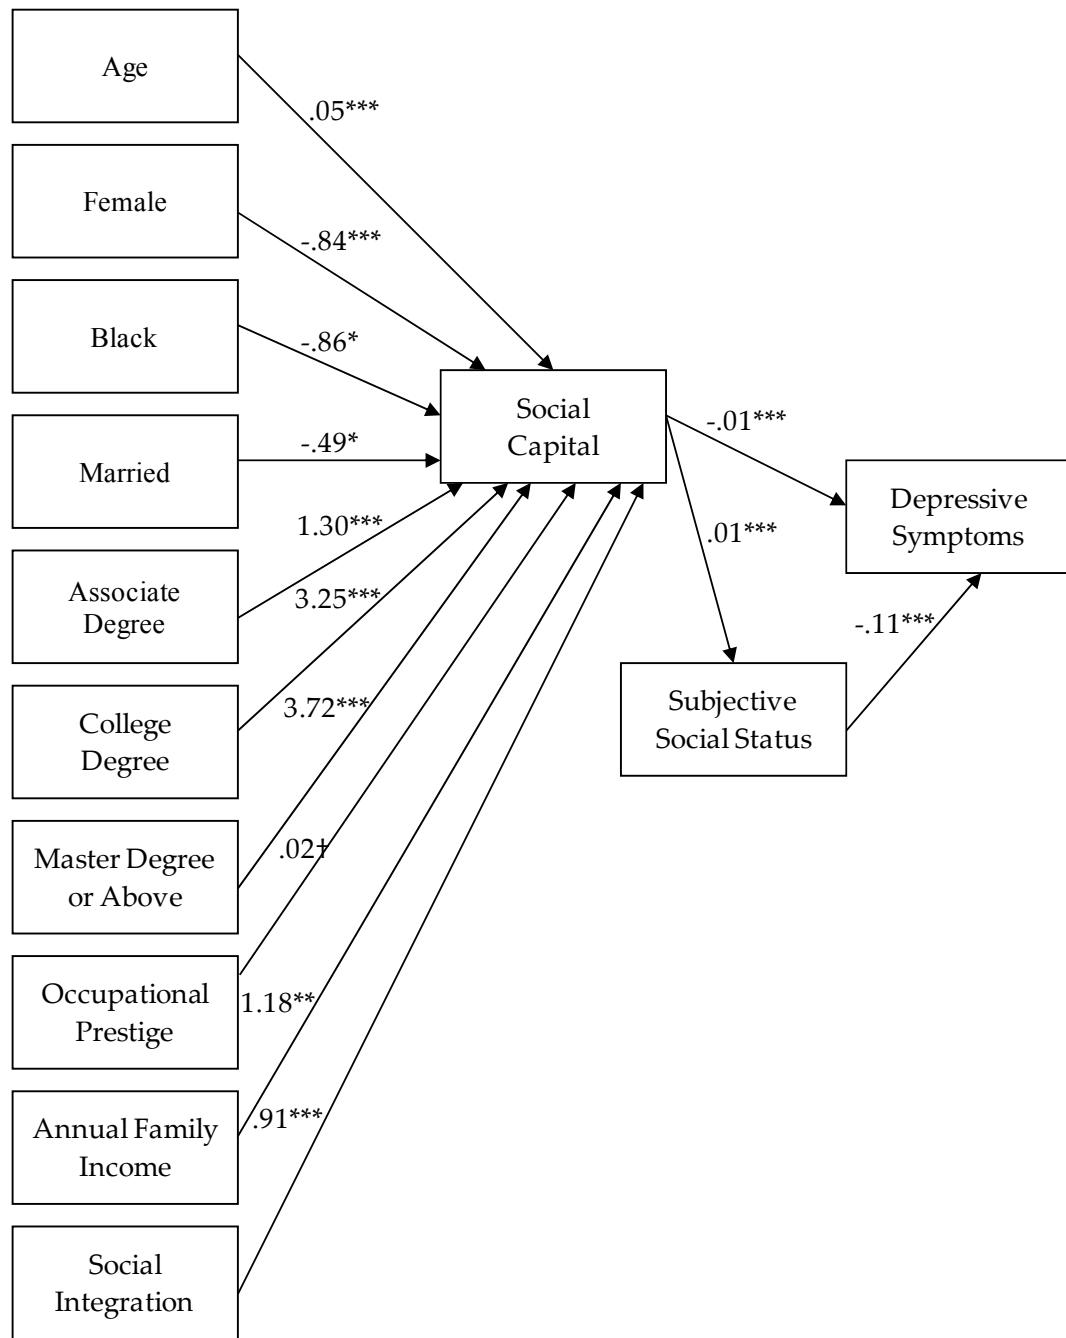 Age
.05***
Female
-.84***
Black
-.86*
Married
-.49*
Associate
Degree
1.30***
College
Degree
3.25***
Master Degree
or Above
3.72***
Occupational
Prestige
.02†
Annual Family
Income
1.18**
Social
Integration
.91***
Social
Capital
-.01***
.01***
Depressive
Symptoms
-.11***
Subjective
Social Status